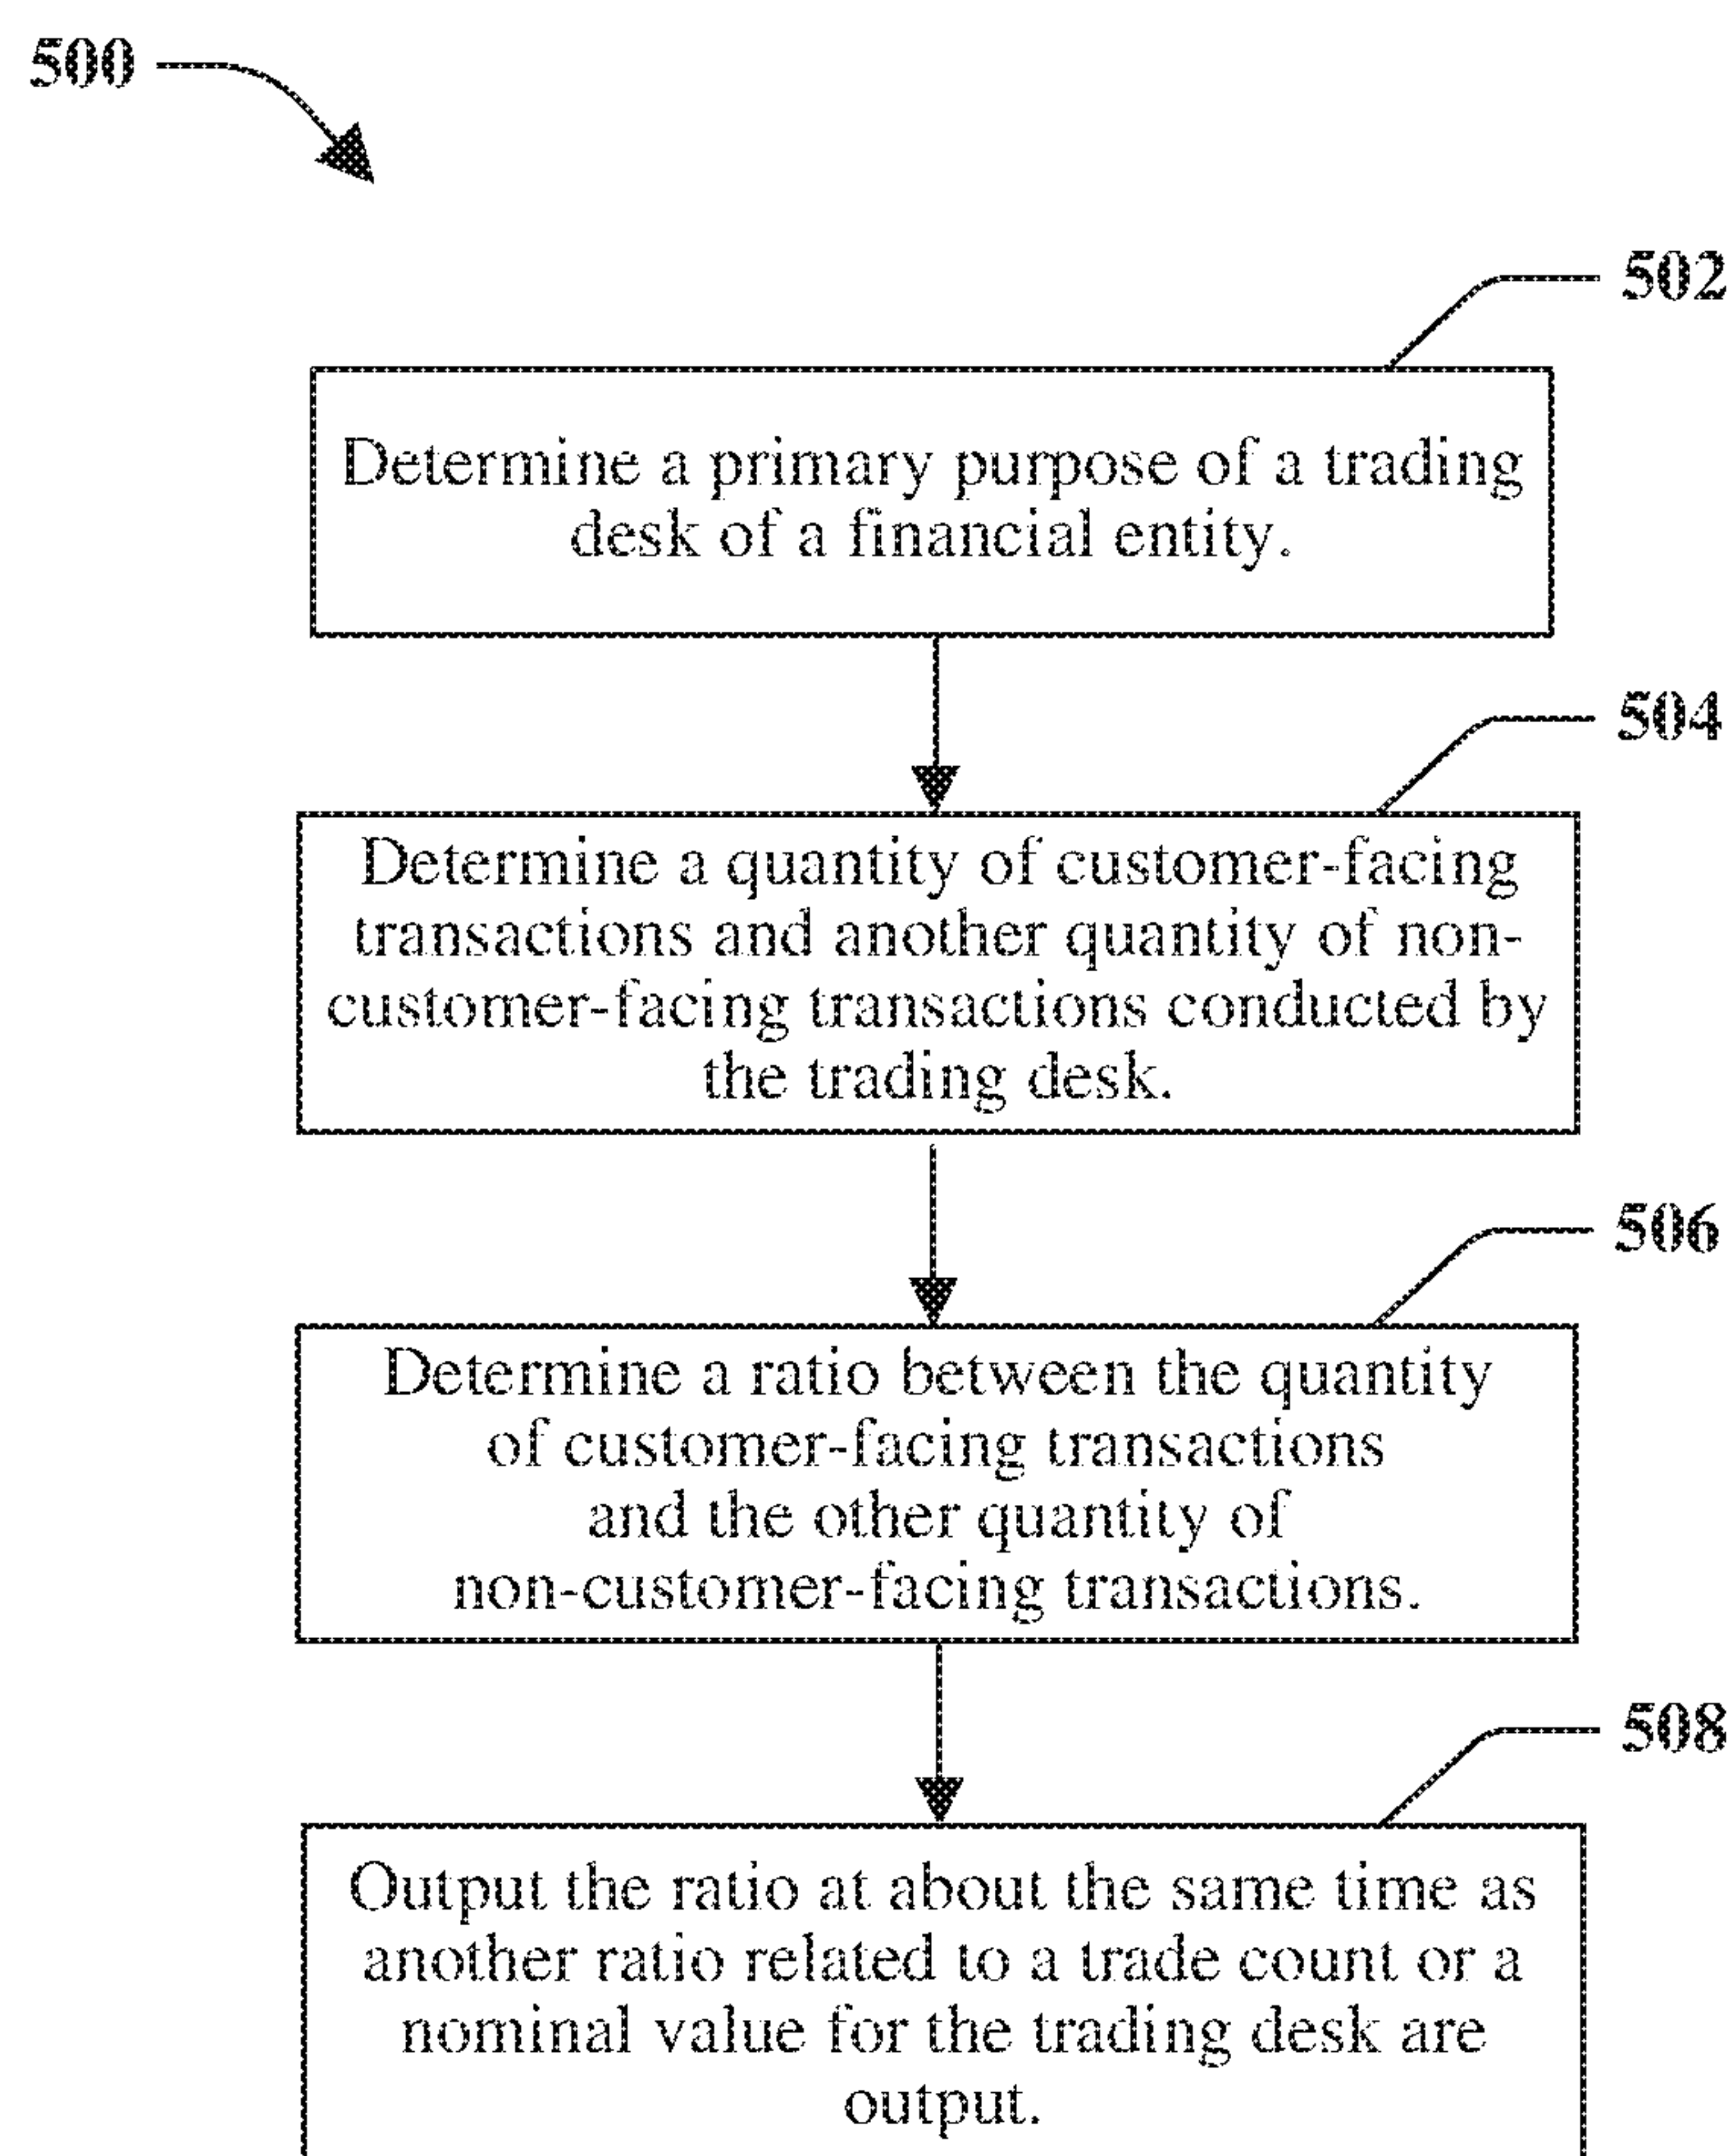 500
502
Determine a primary purpose of a trading
desk of a financial entity.
504
Determine a quantity of customer-facing
transactions and another quantity of non-
customer-facing transactions conducted by
the trading desk.
506
Determine a ratio between the quantity
of customer-facing transactions
and the other quantity of
non-customer-facing transactions.
508
Output the ratio at about the same time as
another ratio related to a trade count or a
nominal value for the trading desk are
output.